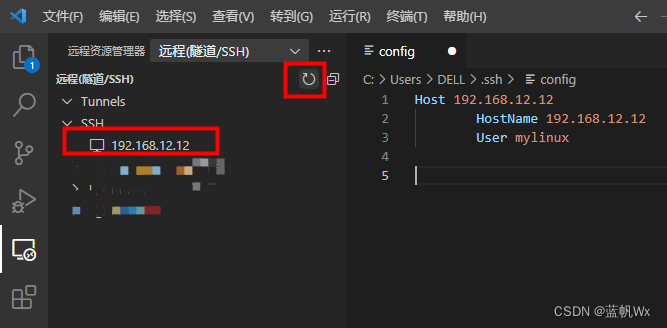 文件(F) 编辑(E) 选择(S) 查看(V) 转到(G) 运行(R) 终端(T) 帮助(H)
远程资源管理器 远程(隧道/SSH)
config
远程(隧道/SSH)
C: > Users > DELL > .ssh > config
1
Tunnels
SSH
192.168.12.12
1 Host 192.168.12.12
2 HostName 192.168.12.12
3 User mylinux
4
5
CSDN @蓝帆Wx